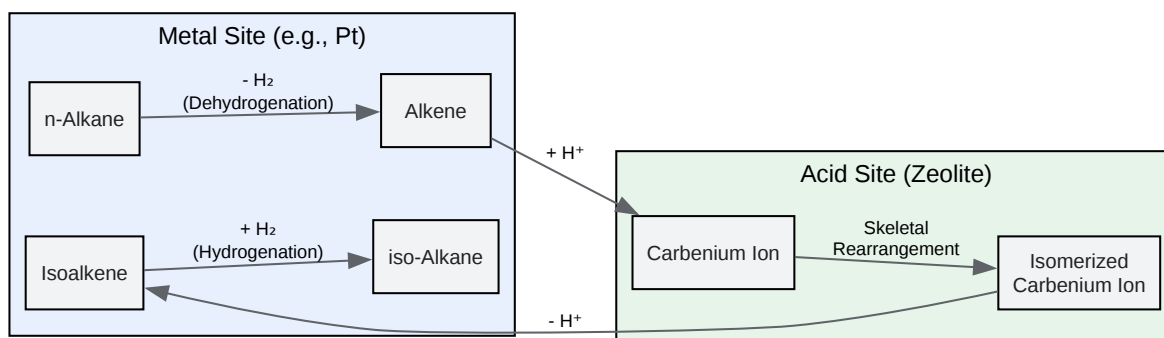 Metal Site (e.g., Pt)
n-Alkane
- H₂
(Dehydrogenation)
Alkene
+ H⁺
Isoalkene
+ H₂
(Hydrogenation)
iso-Alkane
Acid Site (Zeolite)
Carbenium Ion
Skeletal
Rearrangement
Isomerized
Carbenium Ion
- H⁺